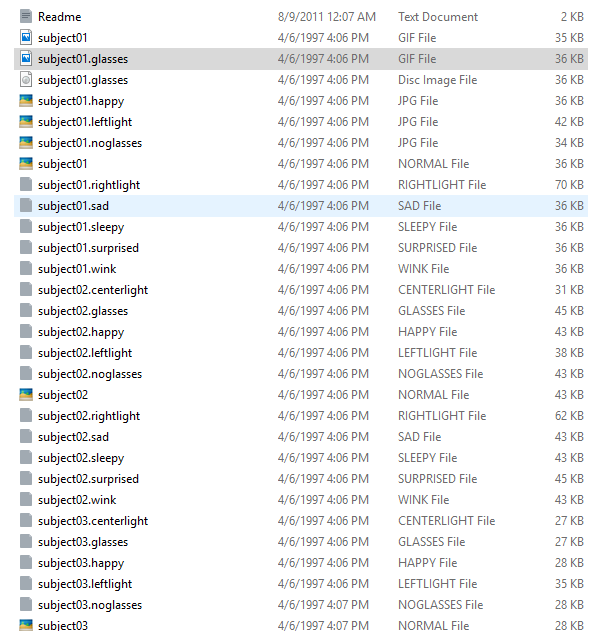 Readme 8/9/2011 12:07 AM Text Document 2 KB
subject01 4/6/1997 4:06 PM GIF File 35 KB
subject01.glasses 4/6/1997 4:06 PM GIF File 36 KB
subject01.glasses 4/6/1997 4:06 PM Disc Image File 36 KB
subject01.happy 4/6/1997 4:06 PM JPG File 36 KB
subject01.leftlight 4/6/1997 4:06 PM JPG File 42 KB
subject01.noglasses 4/6/1997 4:06 PM JPG File 34 KB
subject01 4/6/1997 4:06 PM NORMAL File 36 KB
subject01.rightlight 4/6/1997 4:06 PM RIGHTLIGHT File 70 KB
subject01.sad 4/6/1997 4:06 PM SAD File 36 KB
subject01.sleepy 4/6/1997 4:06 PM SLEEPY File 36 KB
subject01.surprised 4/6/1997 4:06 PM SURPRISED File 36 KB
subject01.wink 4/6/1997 4:06 PM WINK File 36 KB
subject02.centerlight 4/6/1997 4:06 PM CENTERLIGHT File 31 KB
subject02.glasses 4/6/1997 4:06 PM GLASSES File 45 KB
subject02.happy 4/6/1997 4:06 PM HAPPY File 43 KB
subject02.leftlight 4/6/1997 4:06 PM LEFTLIGHT File 38 KB
subject02.noglasses 4/6/1997 4:06 PM NOGLASSES File 43 KB
subject02 4/6/1997 4:06 PM NORMAL File 43 KB
subject02.rightlight 4/6/1997 4:06 PM RIGHTLIGHT File 62 KB
subject02.sad 4/6/1997 4:06 PM SAD File 43 KB
subject02.sleepy 4/6/1997 4:06 PM SLEEPY File 43 KB
subject02.surprised 4/6/1997 4:06 PM SURPRISED File 45 KB
subject02.wink 4/6/1997 4:06 PM WINK File 43 KB
subject03.centerlight 4/6/1997 4:06 PM CENTERLIGHT File 27 KB
subject03.glasses 4/6/1997 4:06 PM GLASSES File 27 KB
subject03.happy 4/6/1997 4:06 PM HAPPY File 28 KB
subject03.leftlight 4/6/1997 4:06 PM LEFTLIGHT File 35 KB
subject03.noglasses 4/6/1997 4:07 PM NOGLASSES File 28 KB
subject03 4/6/1997 4:07 PM NORMAL File 28 KB